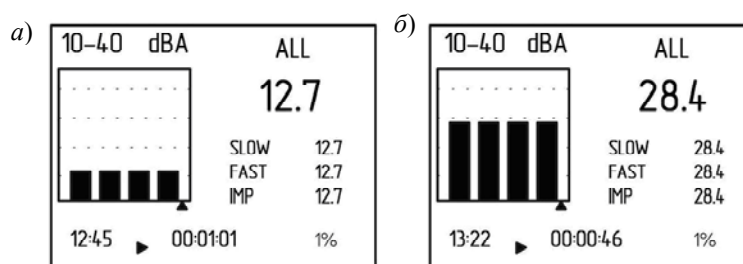 а)
10–40 dBA ALL
12.7
SLOW 12.7
FAST 12.7
IMP 12.7
12:45 00:01:01 1%
б)
10–40 dBA ALL
28.4
SLOW 28.4
FAST 28.4
IMP 28.4
13:22 00:00:46 1%